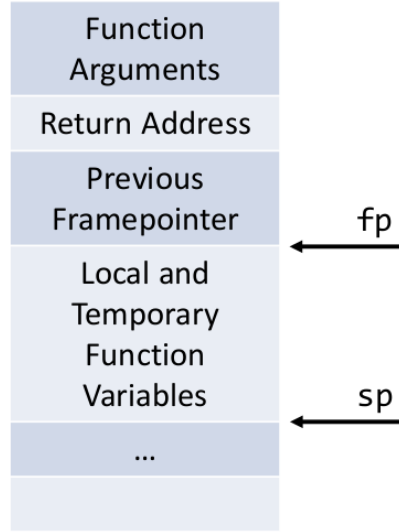 Function
Arguments
Return Address
Previous
Framepointer
fp
Local and
Temporary
Function
Variables
sp
...